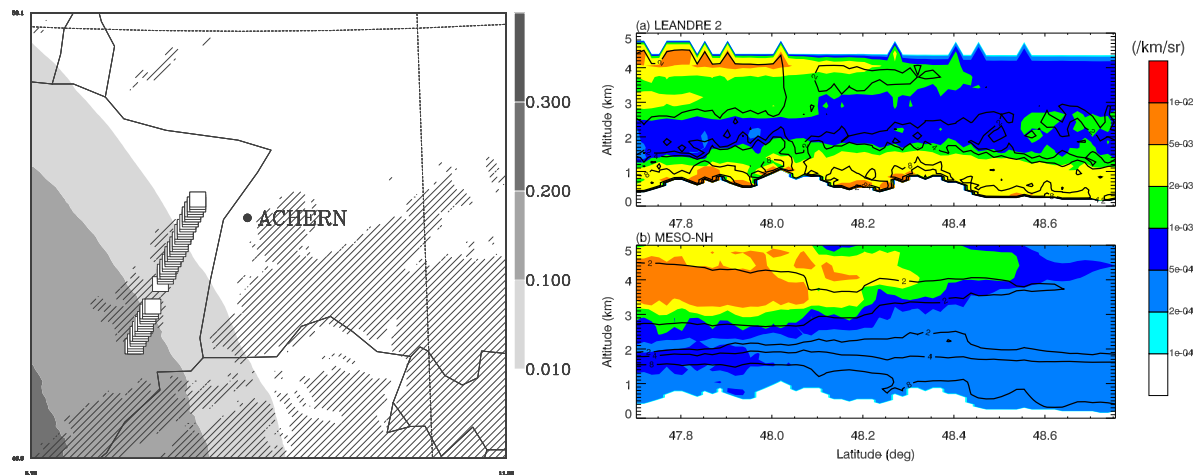 ACHERN
0.300
0.200
0.100
0.010
(a) LEANDRE 2
Altitude (km)
5
4
3
2
1
0
47.8 48.0 48.2 48.4 48.6
(b) MESO-NH
Altitude (km)
5
4
3
2
1
0
47.8 48.0 48.2 48.4 48.6
Latitude (deg)
(/km/sr)
1e-02
5e-03
2e-03
1e-03
5e-04
2e-04
1e-04